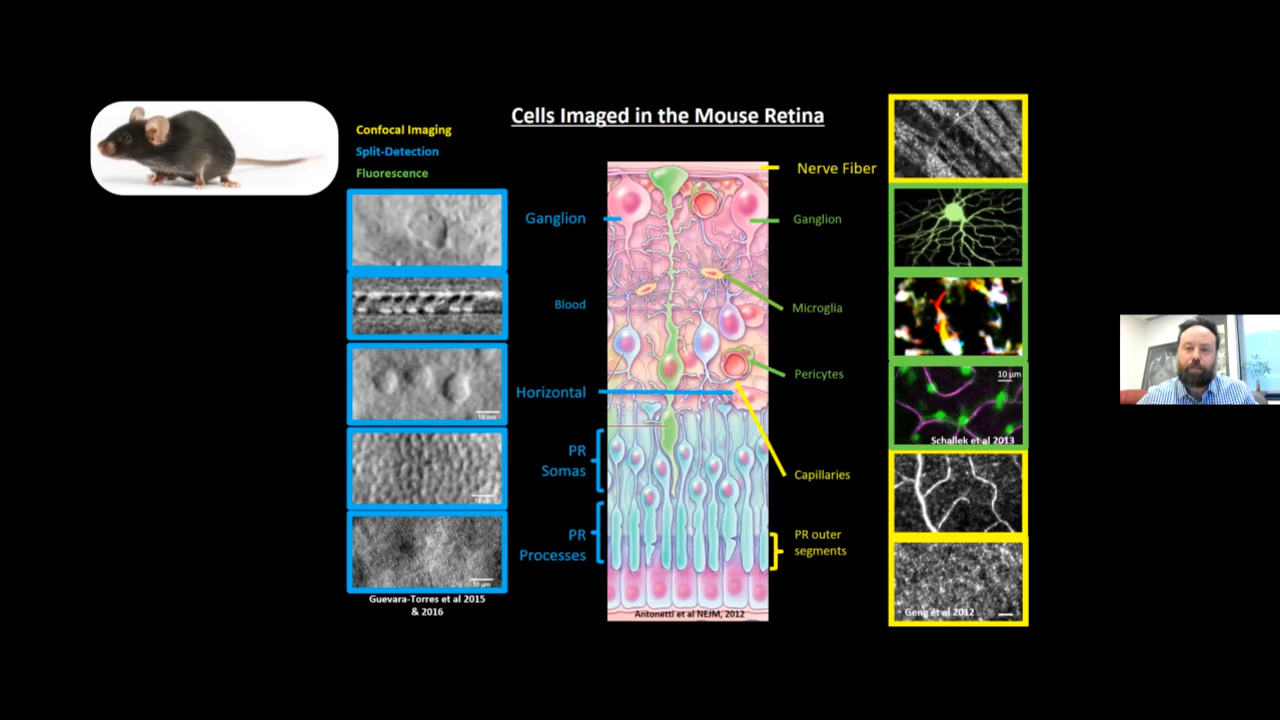 Cells Imaged in the Mouse Retina
Confocal Imaging
Split-Detection
Fluorescence
Ganglion
Blood
Horizontal
PR
Somas
PR
Processes
10 µm
Guevara-Torres et al 2015
& 2016
Antonetti et al NEJM, 2012
Nerve Fiber
Ganglion
Microglia
Pericytes
Capillaries
PR outer
segments
10 µm
Schallek et al 2013
Geng et al 2012